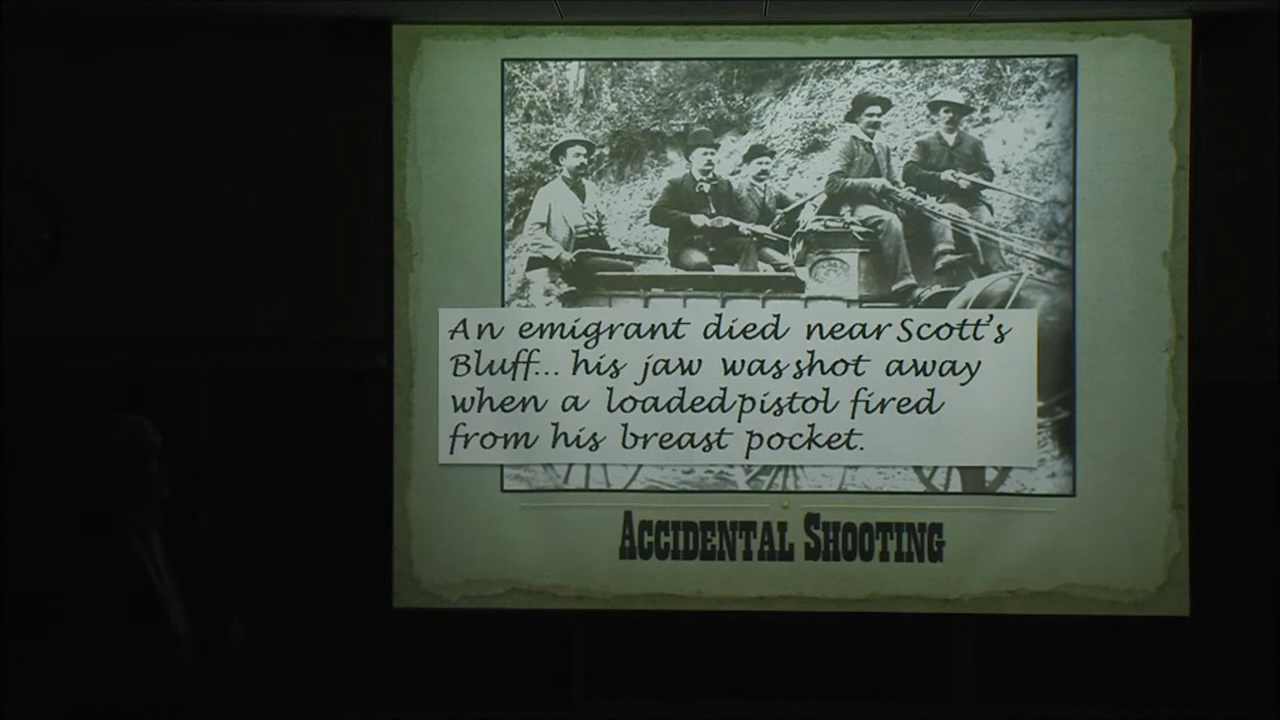 An emigrant died near Scott's
Bluff... his jaw was shot away
when a loaded pistol fired
from his breast pocket.
ACCIDENTAL SHOOTING